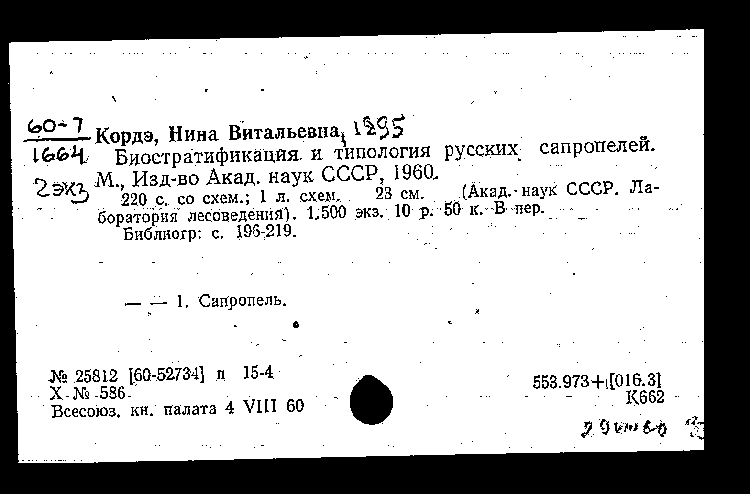 60-7
1664
2 экз
Кордэ, Нина Витальевна, 1895
Биостратификация и типология русских сапропелей.
М., Изд-во Акад. наук СССР, 1960.
220 с. со схем.; 1 л. схем. 23 см. (Акад. наук СССР. Ла-
боратория лесоведения). 1.500 экз. 10 р. 50 к. В пер.
Библиогр: с. 196-219.
— — 1. Сапропель.
№ 25812 [60-52734] п 15-4
Х № 586
Всесоюз. кн. палата 4 VIII 60
553.973+[016.3]
К662